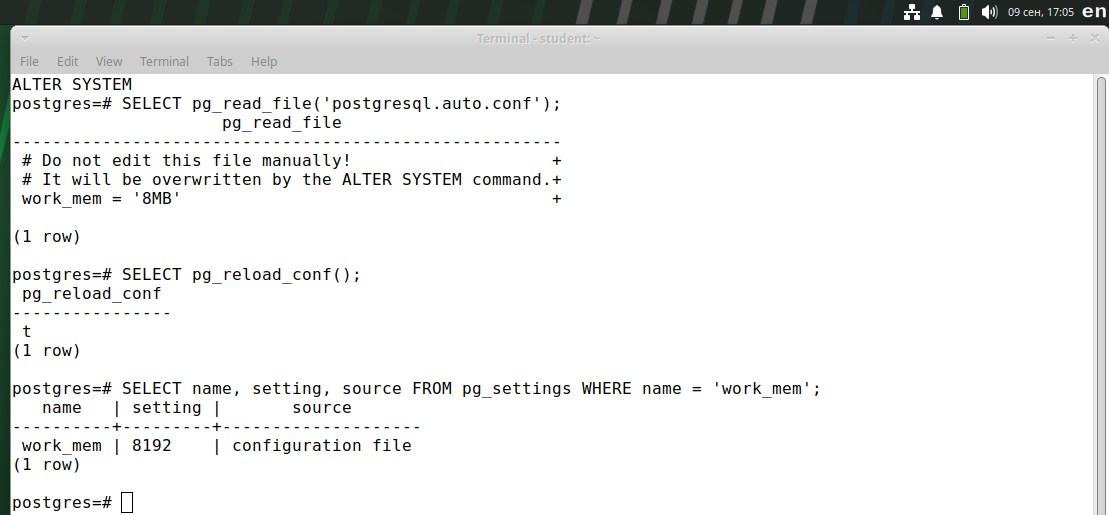 09 сен, 17:05 en
Terminal - student: ~
File Edit View Terminal Tabs Help
ALTER SYSTEM
postgres=# SELECT pg_read_file('postgresql.auto.conf');
                     pg_read_file
-------------------------------------------------------
 # Do not edit this file manually!                    +
 # It will be overwritten by the ALTER SYSTEM command.+
 work_mem = '8MB'                                     +

(1 row)

postgres=# SELECT pg_reload_conf();
 pg_reload_conf
----------------
 t
(1 row)

postgres=# SELECT name, setting, source FROM pg_settings WHERE name = 'work_mem';
   name   | setting |       source
----------+---------+--------------------
 work_mem | 8192    | configuration file
(1 row)

postgres=#